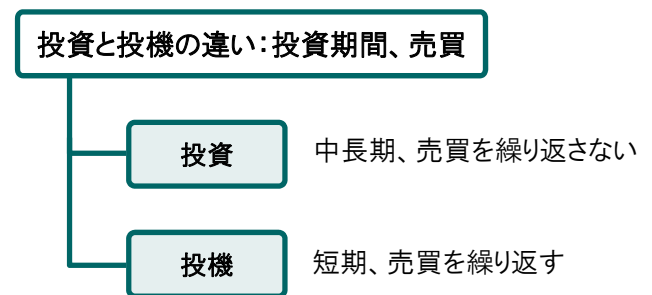 投資と投機の違い：投資期間、売買
投資
中長期、売買を繰り返さない
投機
短期、売買を繰り返す